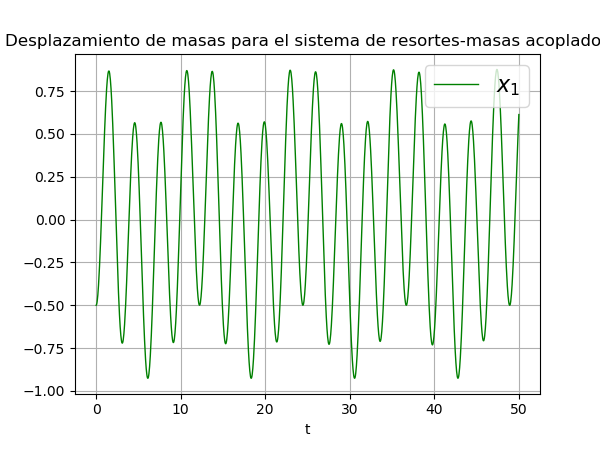 Desplazamiento de masas para el sistema de resortes-masas acoplado
x₁
0.75
0.50
0.25
0.00
−0.25
−0.50
−0.75
−1.00
0 10 20 30 40 50
t